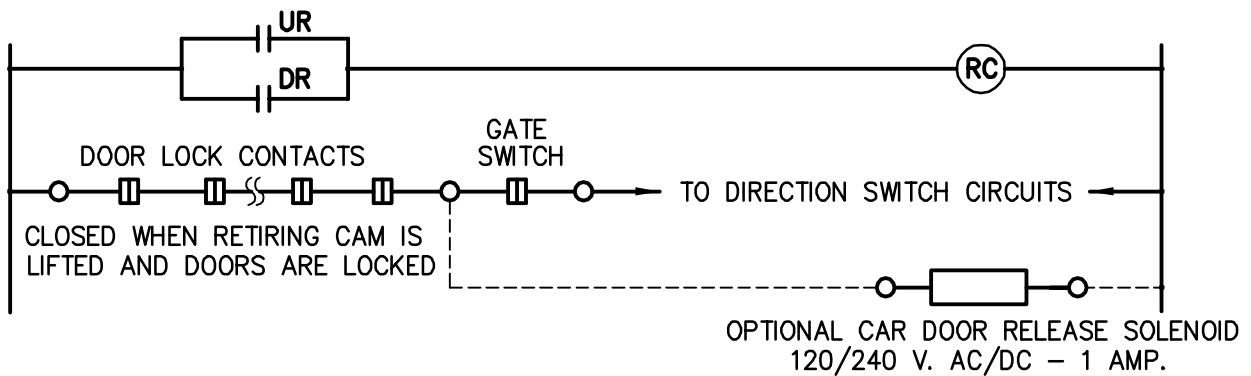 UR
DR
RC
DOOR LOCK CONTACTS
GATE
SWITCH
TO DIRECTION SWITCH CIRCUITS
CLOSED WHEN RETIRING CAM IS
LIFTED AND DOORS ARE LOCKED
OPTIONAL CAR DOOR RELEASE SOLENOID
120/240 V. AC/DC – 1 AMP.